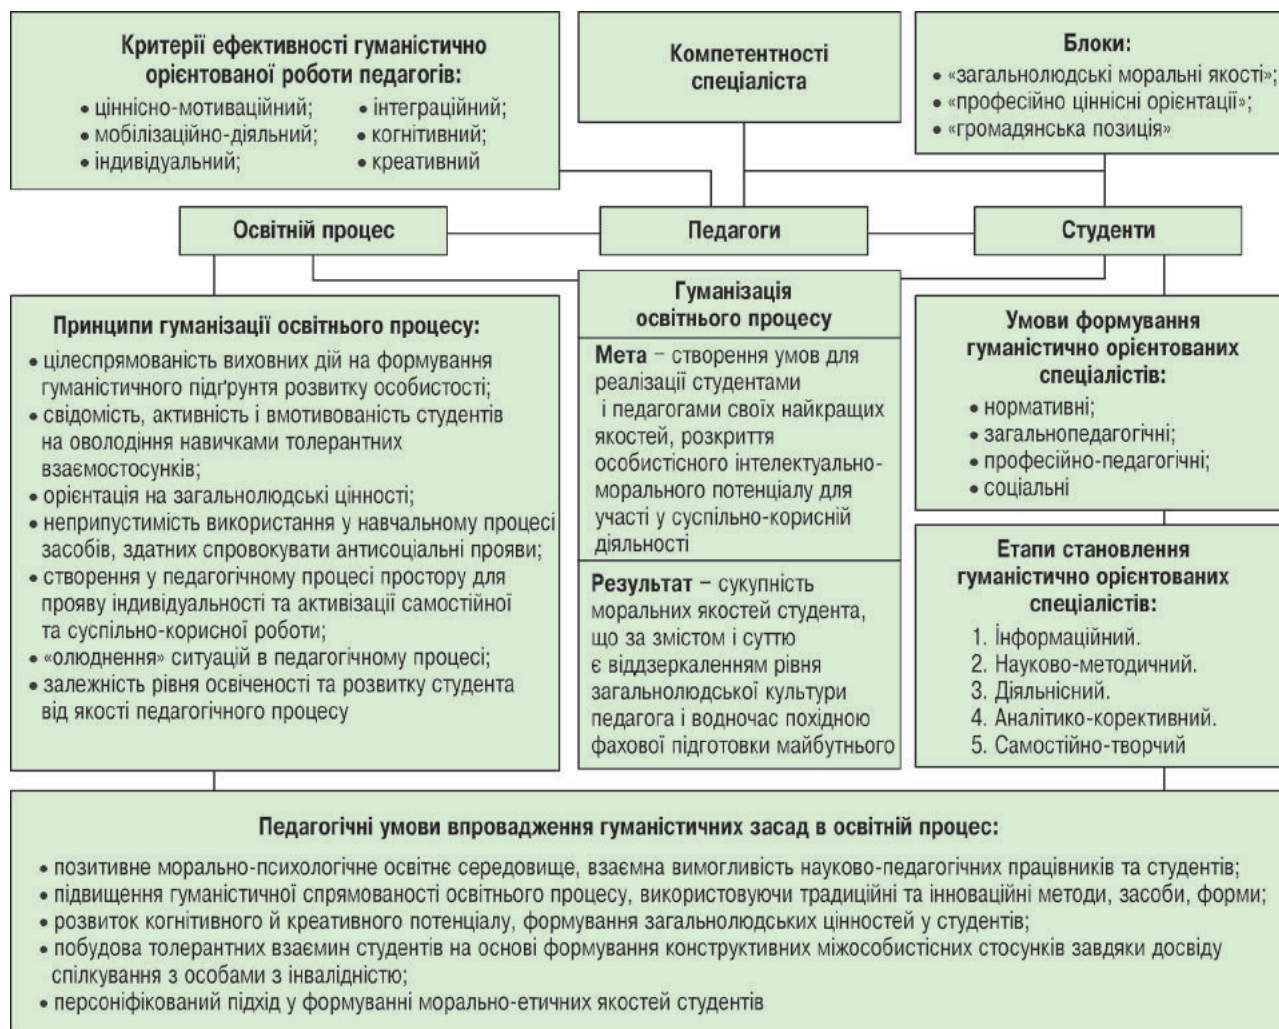 Критерії ефективності гуманістично
орієнтованої роботи педагогів:
• ціннісно-мотиваційний;
• мобілізаційно-діяльний;
• індивідуальний;
• інтеграційний;
• когнітивний;
• креативний
Компетентності
спеціаліста
Блоки:
• «загальнолюдські моральні якості»;
• «професійно ціннісні орієнтації»;
• «громадянська позиція»
Освітній процес
Педагоги
Студенти
Принципи гуманізації освітнього процесу:
• цілеспрямованість виховних дій на формування
гуманістичного підґрунтя розвитку особистості;
• свідомість, активність і вмотивованість студентів
на оволодіння навичками толерантних
взаємостосунків;
• орієнтація на загальнолюдські цінності;
• неприпустимість використання у навчальному процесі
засобів, здатних спровокувати антисоціальні прояви;
• створення у педагогічному процесі простору для
прояву індивідуальності та активізації самостійної
та суспільно-корисної роботи;
• «олюднення» ситуацій в педагогічному процесі;
• залежність рівня освіченості та розвитку студента
від якості педагогічного процесу
Гуманізація
освітнього процесу
Мета – створення умов для
реалізації студентами
і педагогами своїх найкращих
якостей, розкриття
особистісного інтелектуально-
морального потенціалу для
участі у суспільно-корисній
діяльності
Результат – сукупність
моральних якостей студента,
що за змістом і суттю
є віддзеркаленням рівня
загальнолюдської культури
педагога і водночас похідною
фахової підготовки майбутнього
Умови формування
гуманістично орієнтованих
спеціалістів:
• нормативні;
• загальнопедагогічні;
• професійно-педагогічні;
• соціальні
Етапи становлення
гуманістично орієнтованих
спеціалістів:
1. Інформаційний.
2. Науково-методичний.
3. Діяльнісний.
4. Аналітико-корективний.
5. Самостійно-творчий
Педагогічні умови впровадження гуманістичних засад в освітній процес:
• позитивне морально-психологічне освітнє середовище, взаємна вимогливість науково-педагогічних працівників та студентів;
• підвищення гуманістичної спрямованості освітнього процесу, використовуючи традиційні та інноваційні методи, засоби, форми;
• розвиток когнітивного й креативного потенціалу, формування загальнолюдських цінностей у студентів;
• побудова толерантних взаємин студентів на основі формування конструктивних міжособистісних стосунків завдяки досвіду
спілкування з особами з інвалідністю;
• персоніфікований підхід у формуванні морально-етичних якостей студентів